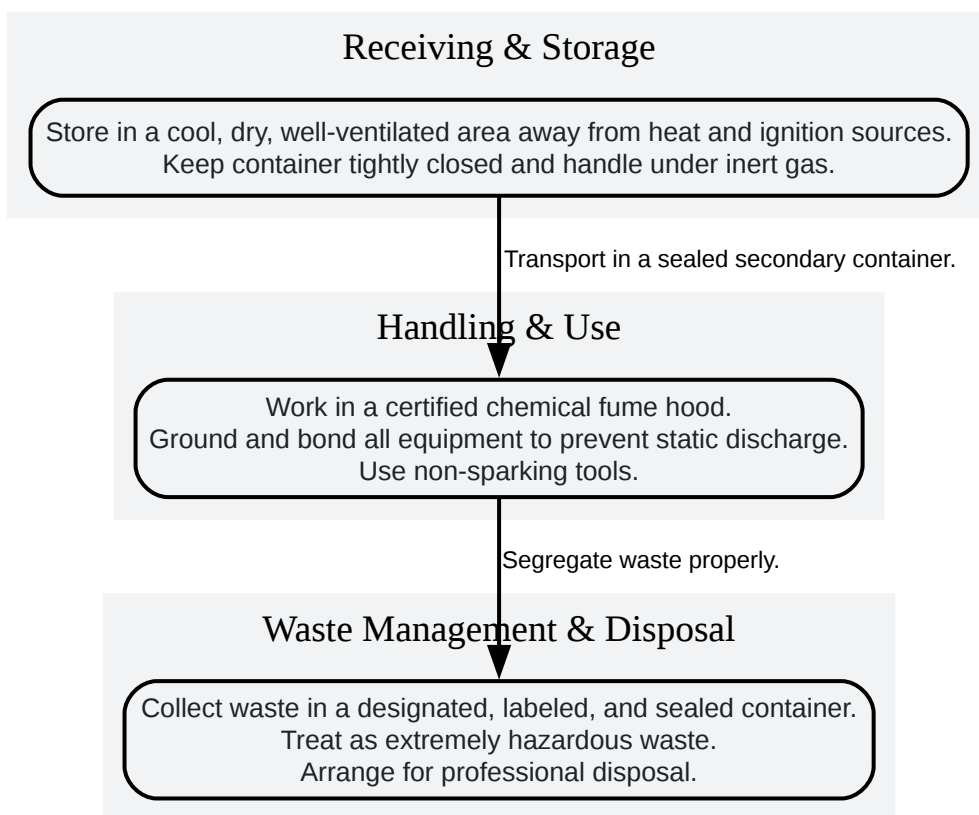 Receiving & Storage
Store in a cool, dry, well-ventilated area away from heat and ignition sources.
Keep container tightly closed and handle under inert gas.
Transport in a sealed secondary container.
Handling & Use
Work in a certified chemical fume hood.
Ground and bond all equipment to prevent static discharge.
Use non-sparking tools.
Segregate waste properly.
Waste Management & Disposal
Collect waste in a designated, labeled, and sealed container.
Treat as extremely hazardous waste.
Arrange for professional disposal.